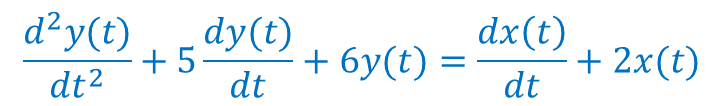 d²y(t)/dt² + 5 dy(t)/dt + 6y(t) = dx(t)/dt + 2x(t)